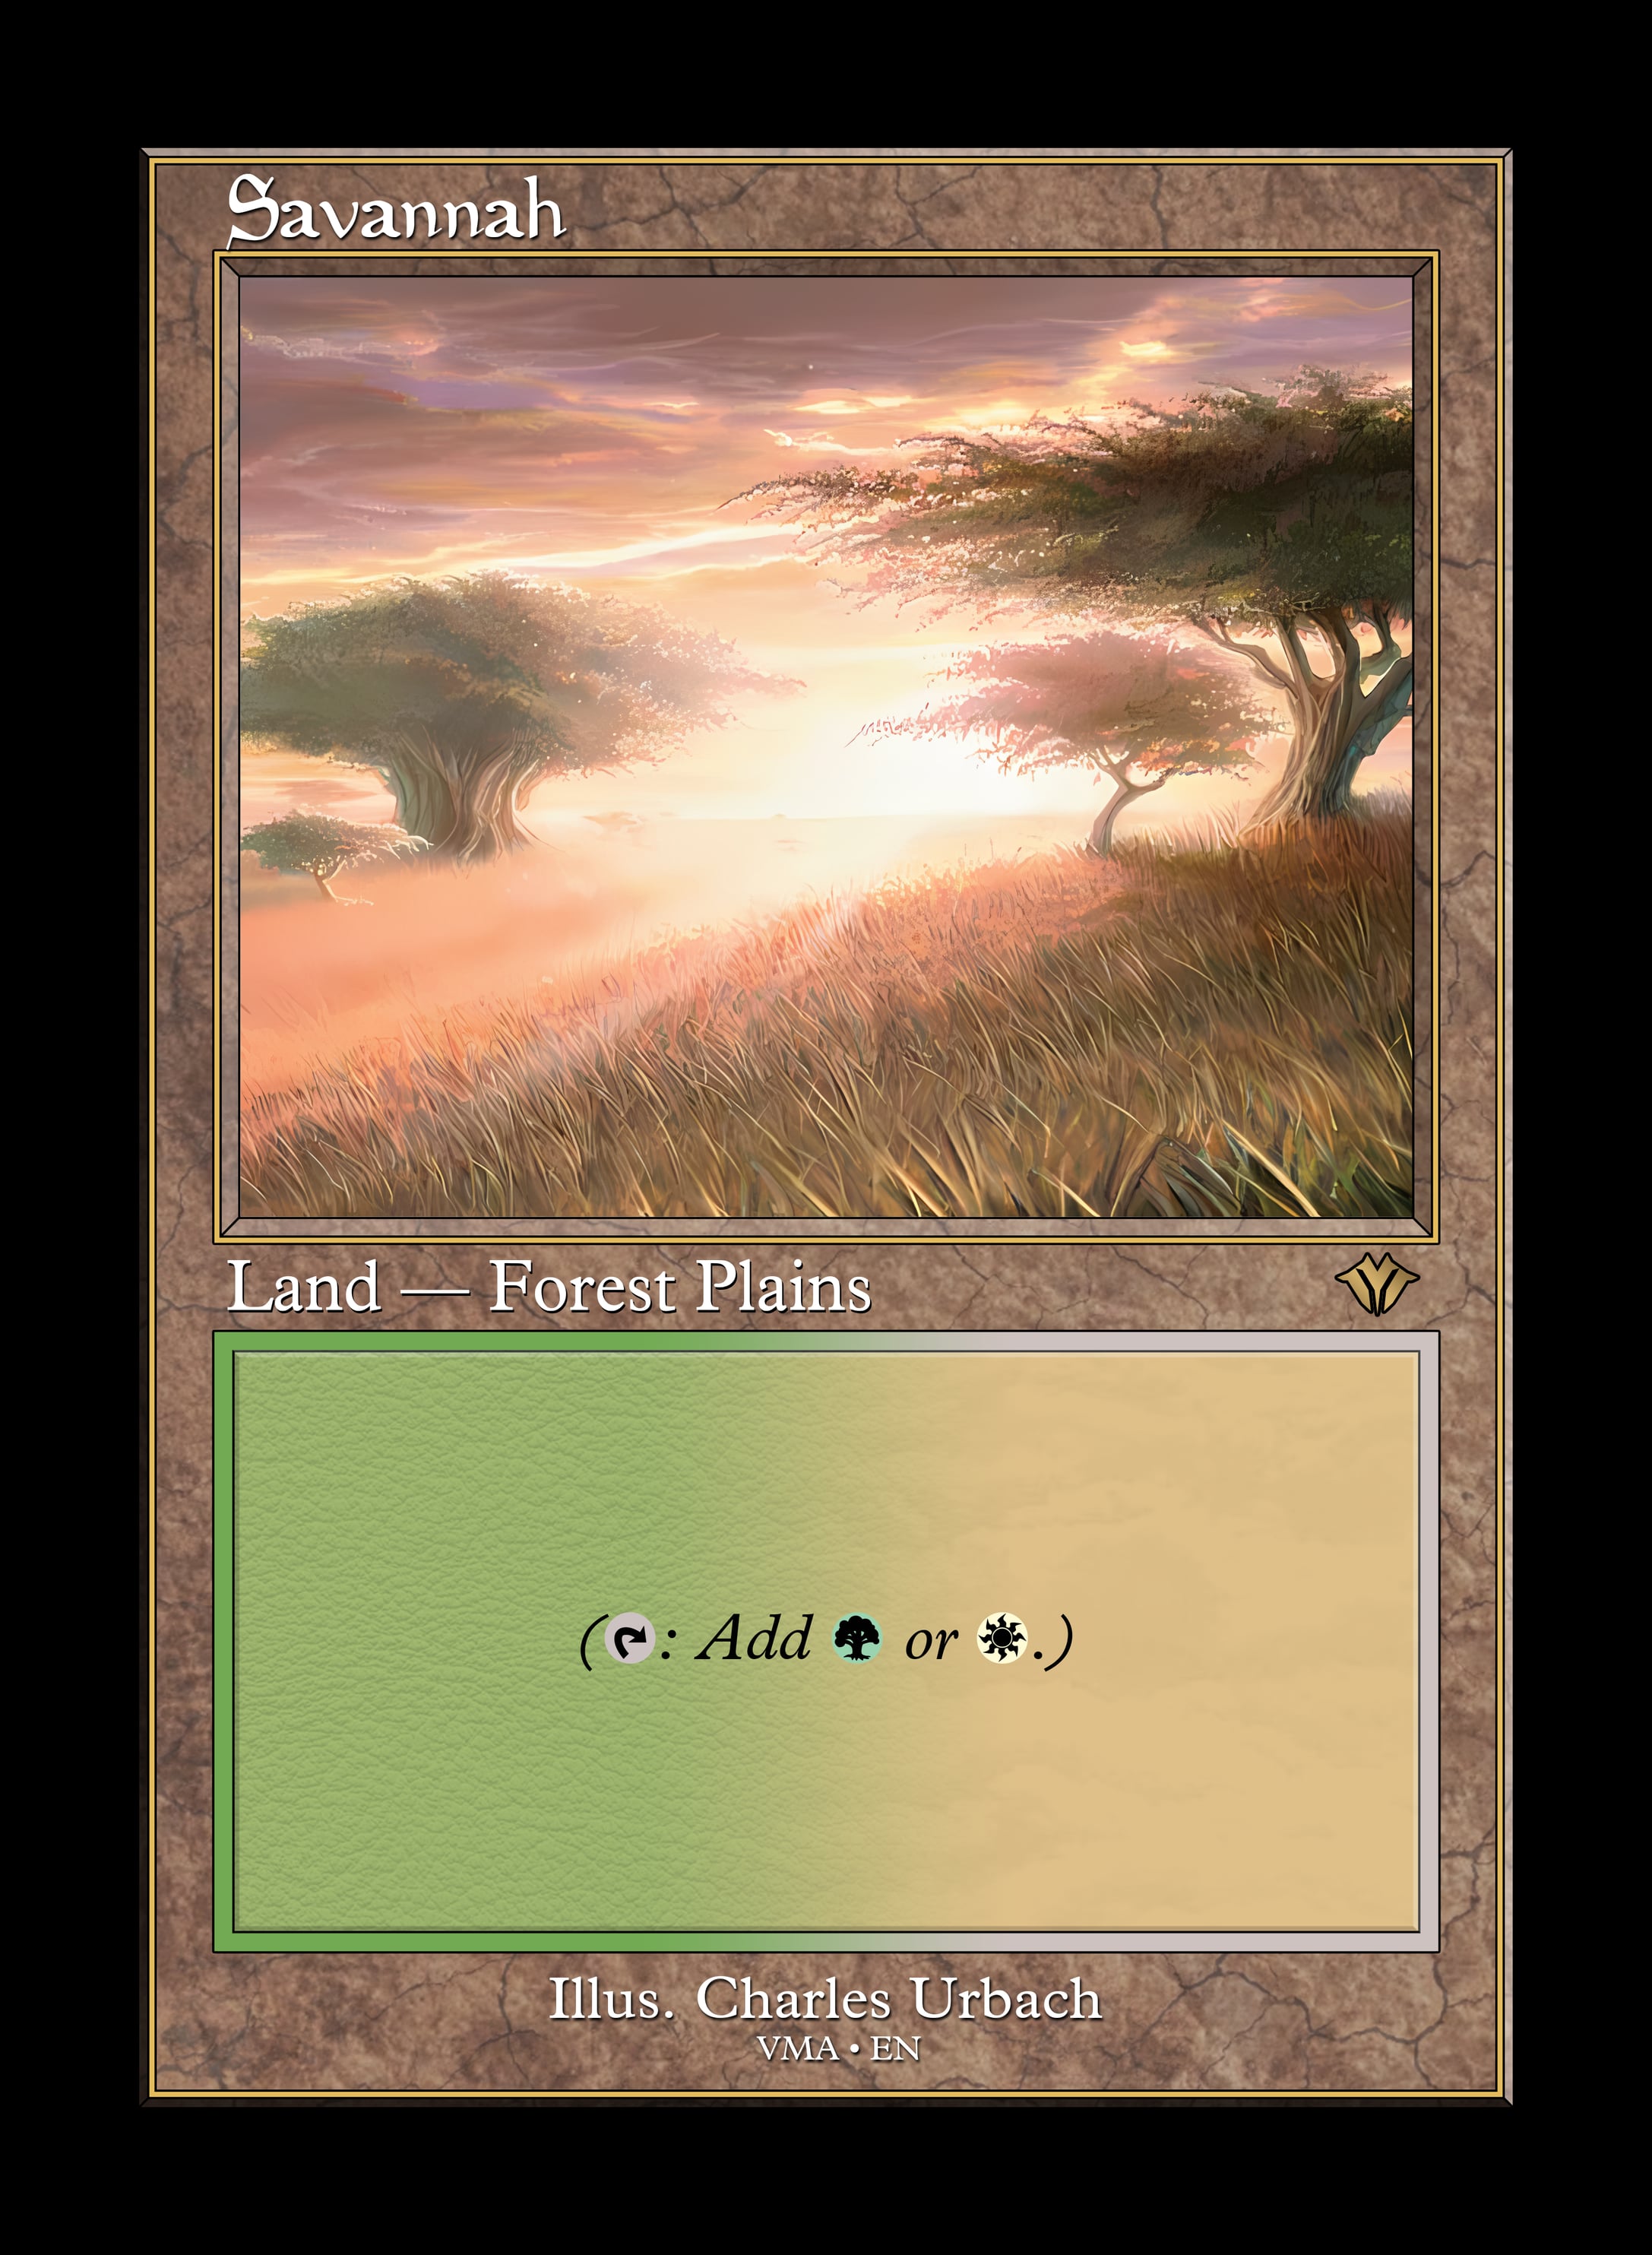 Savannah
Land — Forest Plains
(: Add or .)
Illus. Charles Urbach
VMA • EN